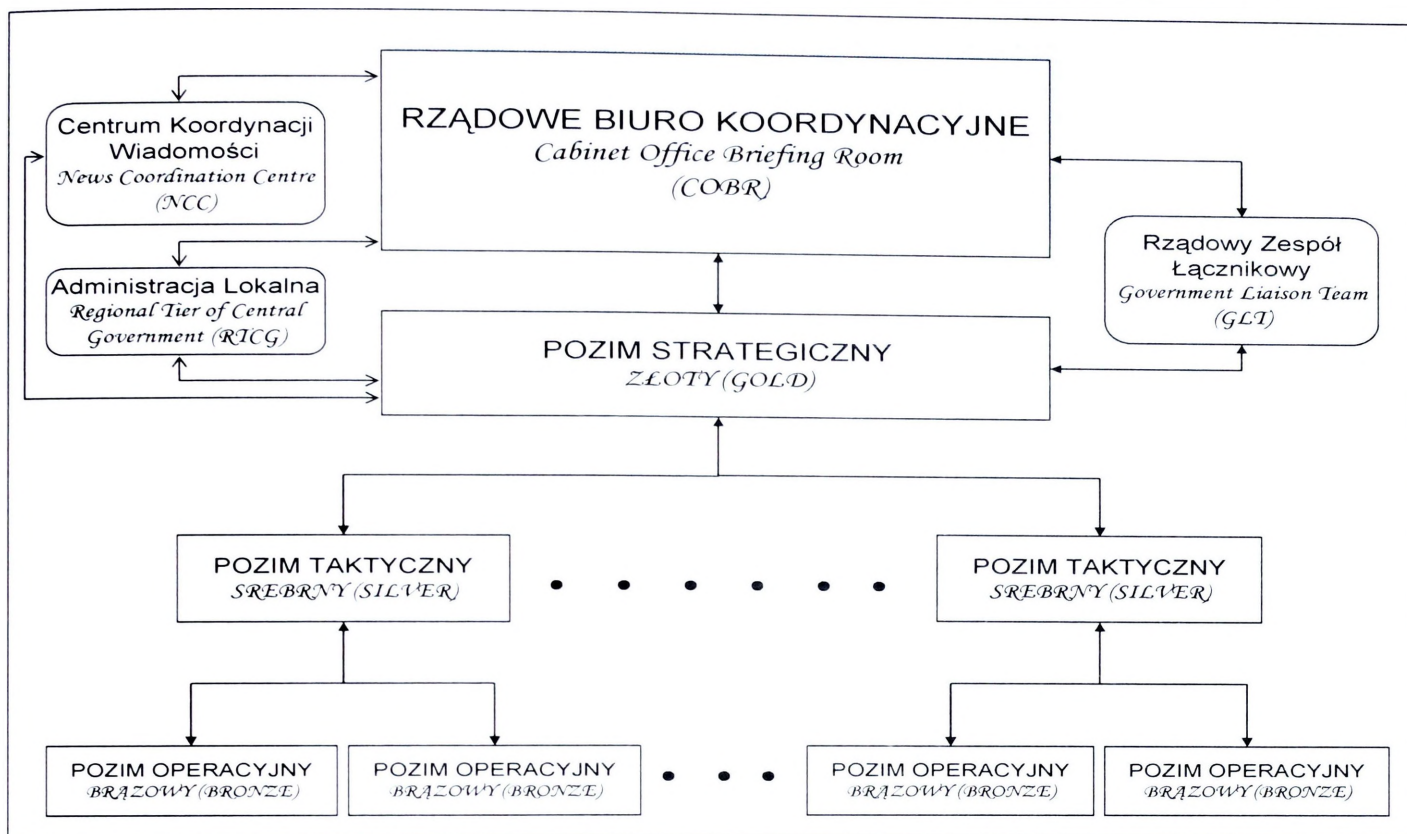 RZĄDOWE BIURO KOORDYNACYJNE
Cabinet Office Briefing Room
(COBR)
Centrum Koordynacji
Wiadomości
News Coordination Centre
(NCC)
Administracja Lokalna
Regional Tier of Central
Government (RTCG)
Rządowy Zespół
Łącznikowy
Government Liaison Team
(GLT)
POZIM STRATEGICZNY
ZŁOTY (GOLD)
POZIM TAKTYCZNY
SREBRNY (SILVER)
POZIM TAKTYCZNY
SREBRNY (SILVER)
POZIM OPERACYJNY
BRĄZOWY (BRONZE)
POZIM OPERACYJNY
BRĄZOWY (BRONZE)
POZIM OPERACYJNY
BRĄZOWY (BRONZE)
POZIM OPERACYJNY
BRĄZOWY (BRONZE)